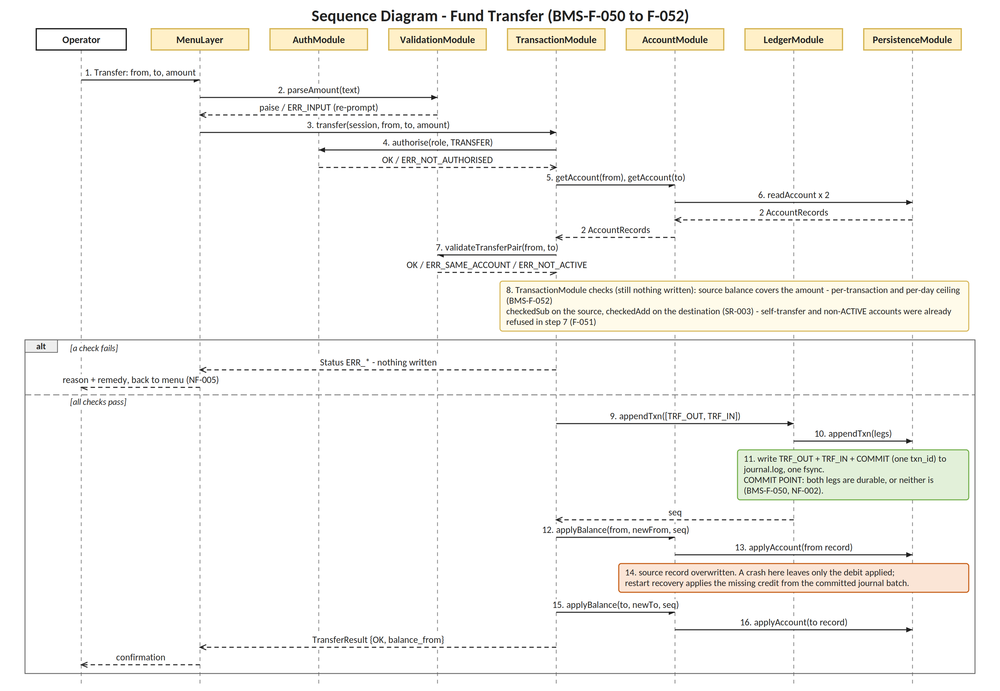 Sequence Diagram - Fund Transfer (BMS-F-050 to F-052)
Operator
MenuLayer
AuthModule
ValidationModule
TransactionModule
AccountModule
LedgerModule
PersistenceModule
1. Transfer: from, to, amount
2. parseAmount(text)
paise / ERR_INPUT (re-prompt)
3. transfer(session, from, to, amount)
4. authorise(role, TRANSFER)
OK / ERR_NOT_AUTHORISED
5. getAccount(from), getAccount(to)
6. readAccount x 2
2 AccountRecords
2 AccountRecords
7. validateTransferPair(from, to)
OK / ERR_SAME_ACCOUNT / ERR_NOT_ACTIVE
8. TransactionModule checks (still nothing written): source balance covers the amount - per-transaction and per-day ceiling
(BMS-F-052)
checkedSub on the source, checkedAdd on the destination (SR-003) - self-transfer and non-ACTIVE accounts were already
refused in step 7 (F-051)
alt
[a check fails]
Status ERR_* - nothing written
reason + remedy, back to menu (NF-005)
[all checks pass]
9. appendTxn([TRF_OUT, TRF_IN])
10. appendTxn(legs)
11. write TRF_OUT + TRF_IN + COMMIT (one txn_id) to
journal.log, one fsync.
COMMIT POINT: both legs are durable, or neither is
(BMS-F-050, NF-002).
seq
12. applyBalance(from, newFrom, seq)
13. applyAccount(from record)
14. source record overwritten. A crash here leaves only the debit applied;
restart recovery applies the missing credit from the committed journal batch.
15. applyBalance(to, newTo, seq)
16. applyAccount(to record)
TransferResult {OK, balance_from}
confirmation